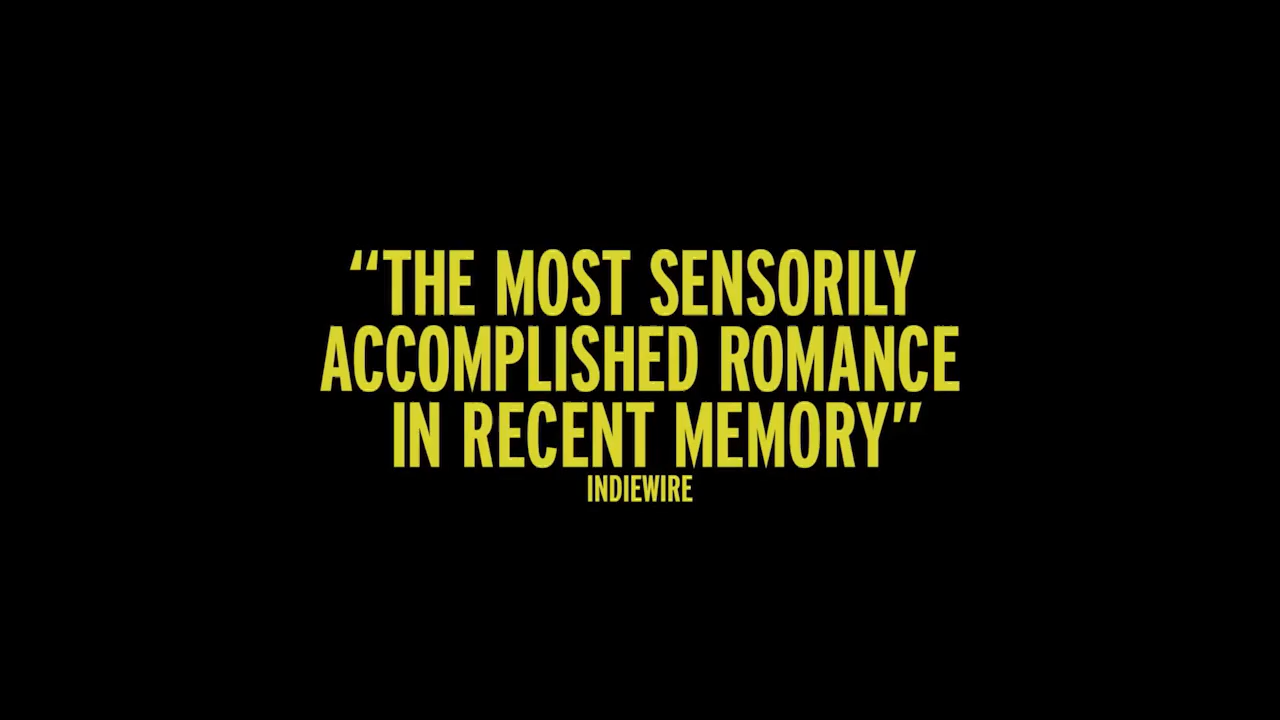 “THE MOST SENSORILY
ACCOMPLISHED ROMANCE
IN RECENT MEMORY”
INDIEWIRE